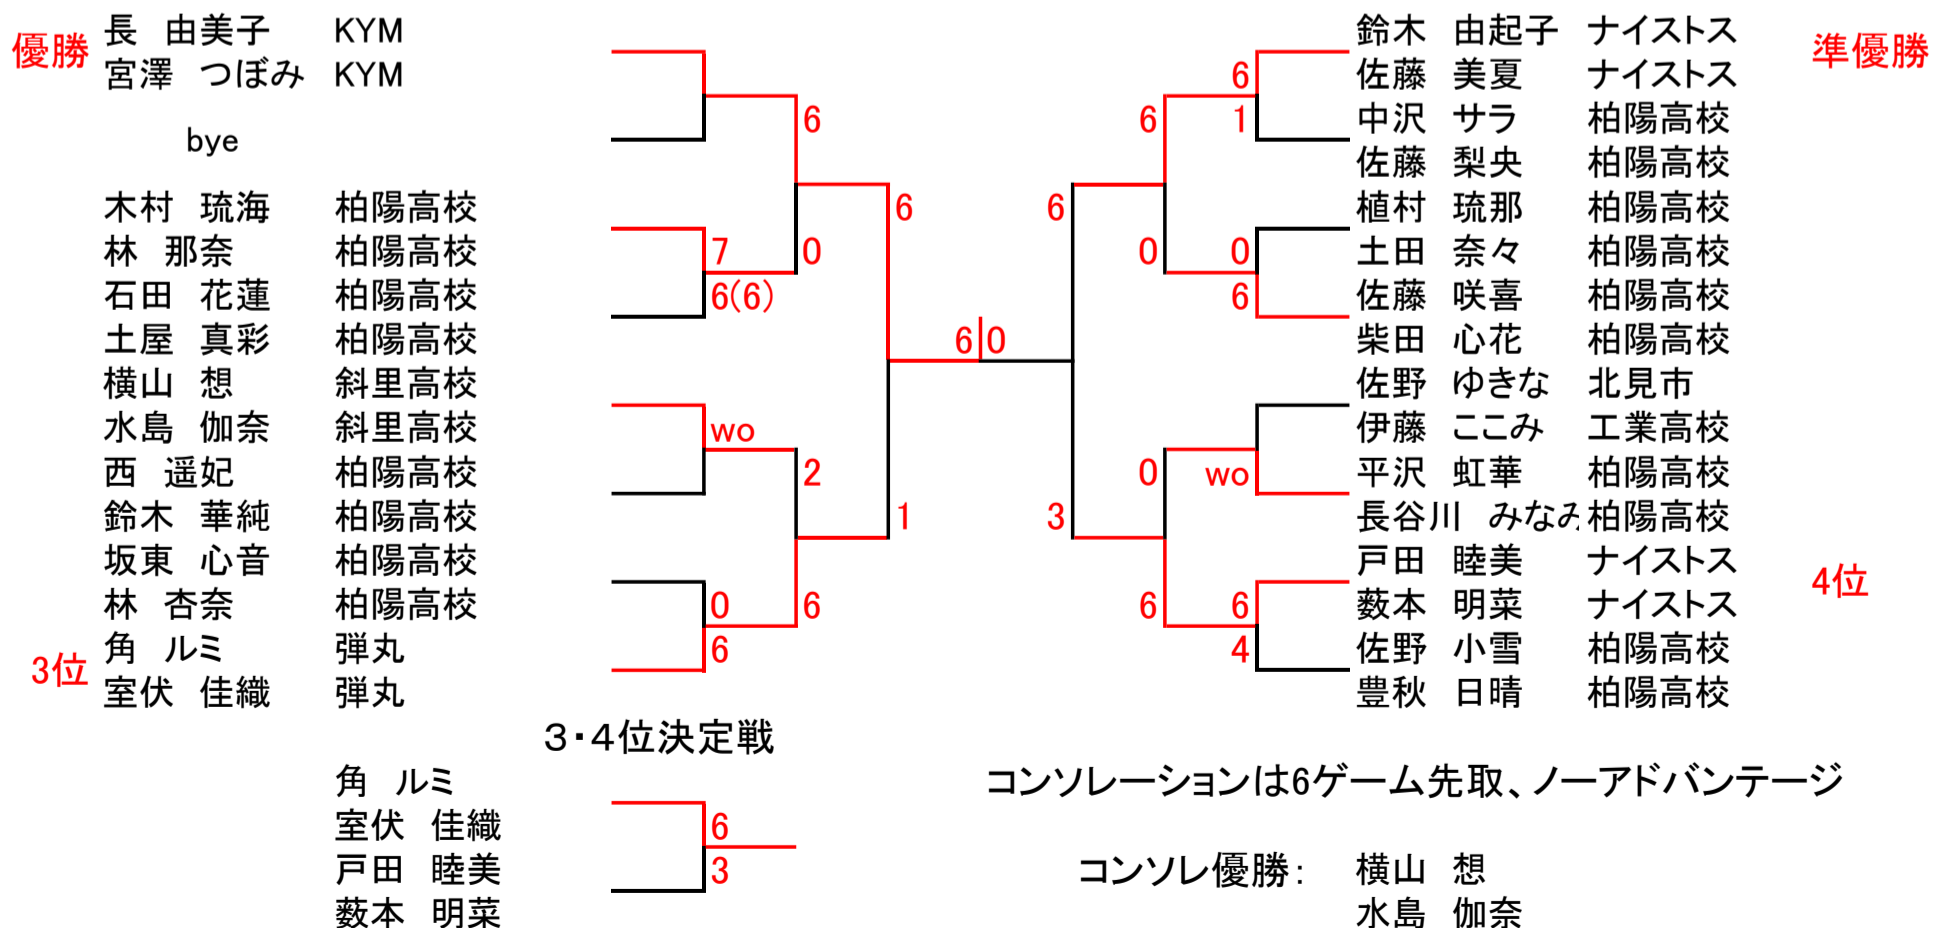 優勝
長 由美子 KYM
宮澤 つぼみ KYM
bye
木村 琉海 柏陽高校
林 那奈 柏陽高校
石田 花蓮 柏陽高校
土屋 真彩 柏陽高校
横山 想 斜里高校
水島 伽奈 斜里高校
西 遥妃 柏陽高校
鈴木 華純 柏陽高校
坂東 心音 柏陽高校
林 杏奈 柏陽高校
3位
角 ルミ 弾丸
室伏 佳織 弾丸
6
7
6(6)
0
6
wo
2
0
6
6
1
6|0
6
3
6
0
0
6
6
1
0
6
wo
6
4
鈴木 由起子 ナイストス
準優勝
佐藤 美夏 ナイストス
中沢 サラ 柏陽高校
佐藤 梨央 柏陽高校
植村 琉那 柏陽高校
土田 奈々 柏陽高校
佐藤 咲喜 柏陽高校
柴田 心花 柏陽高校
佐野 ゆきな 北見市
伊藤 ここみ 工業高校
平沢 虹華 柏陽高校
長谷川 みなみ 柏陽高校
戸田 睦美 ナイストス
4位
薮本 明菜 ナイストス
佐野 小雪 柏陽高校
豊秋 日晴 柏陽高校
3・4位決定戦
角 ルミ
室伏 佳織
戸田 睦美
薮本 明菜
6
3
コンソレーションは6ゲーム先取、ノーアドバンテージ
コンソレ優勝: 横山 想
水島 伽奈